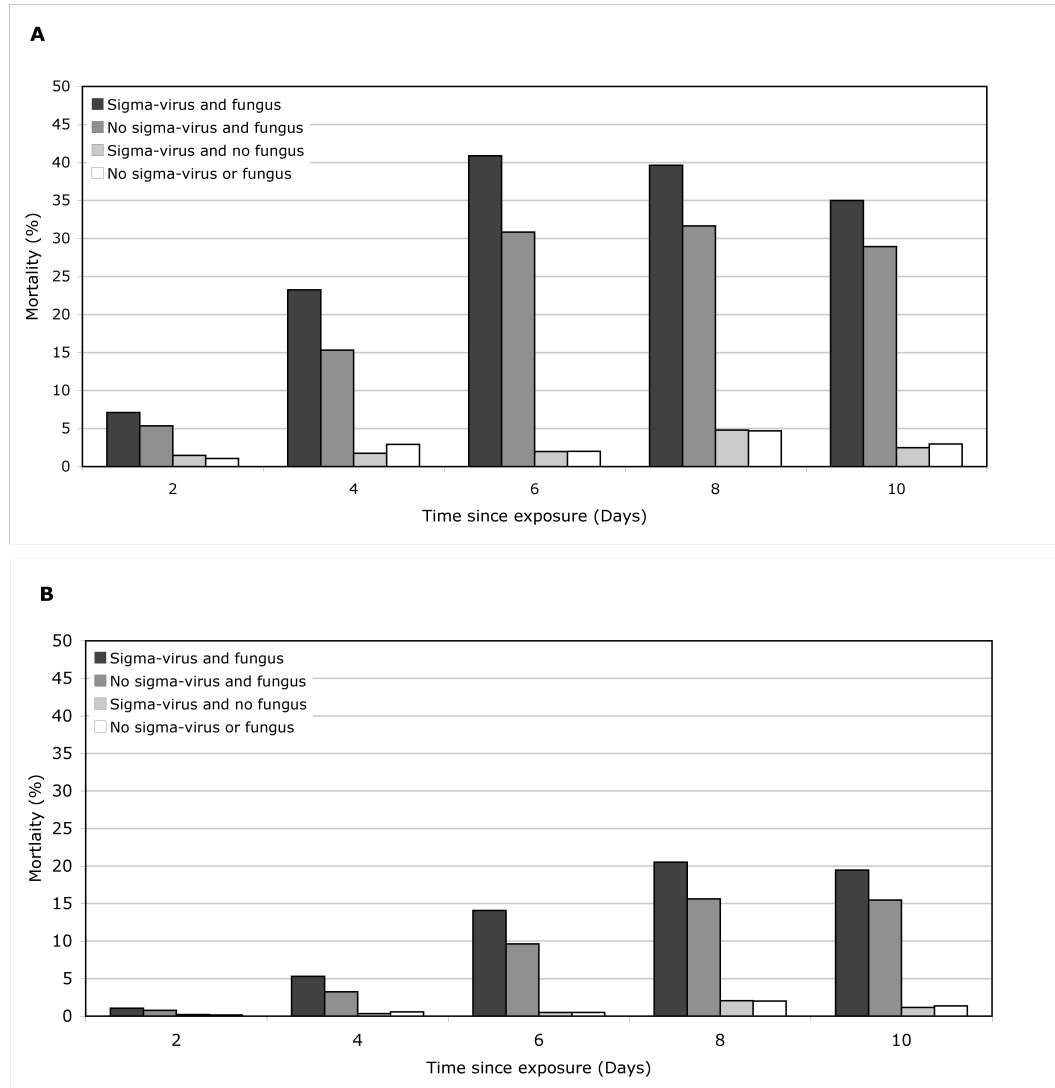 A
50
45
40
35
30
25
20
15
10
5
0
Mortality (%)
Sigma-virus and fungus
No sigma-virus and fungus
Sigma-virus and no fungus
No sigma-virus or fungus
2 4 6 8 10
Time since exposure (Days)
B
50
45
40
35
30
25
20
15
10
5
0
Mortlaity (%)
Sigma-virus and fungus
No sigma-virus and fungus
Sigma-virus and no fungus
No sigma-virus or fungus
2 4 6 8 10
Time since exposure (Days)